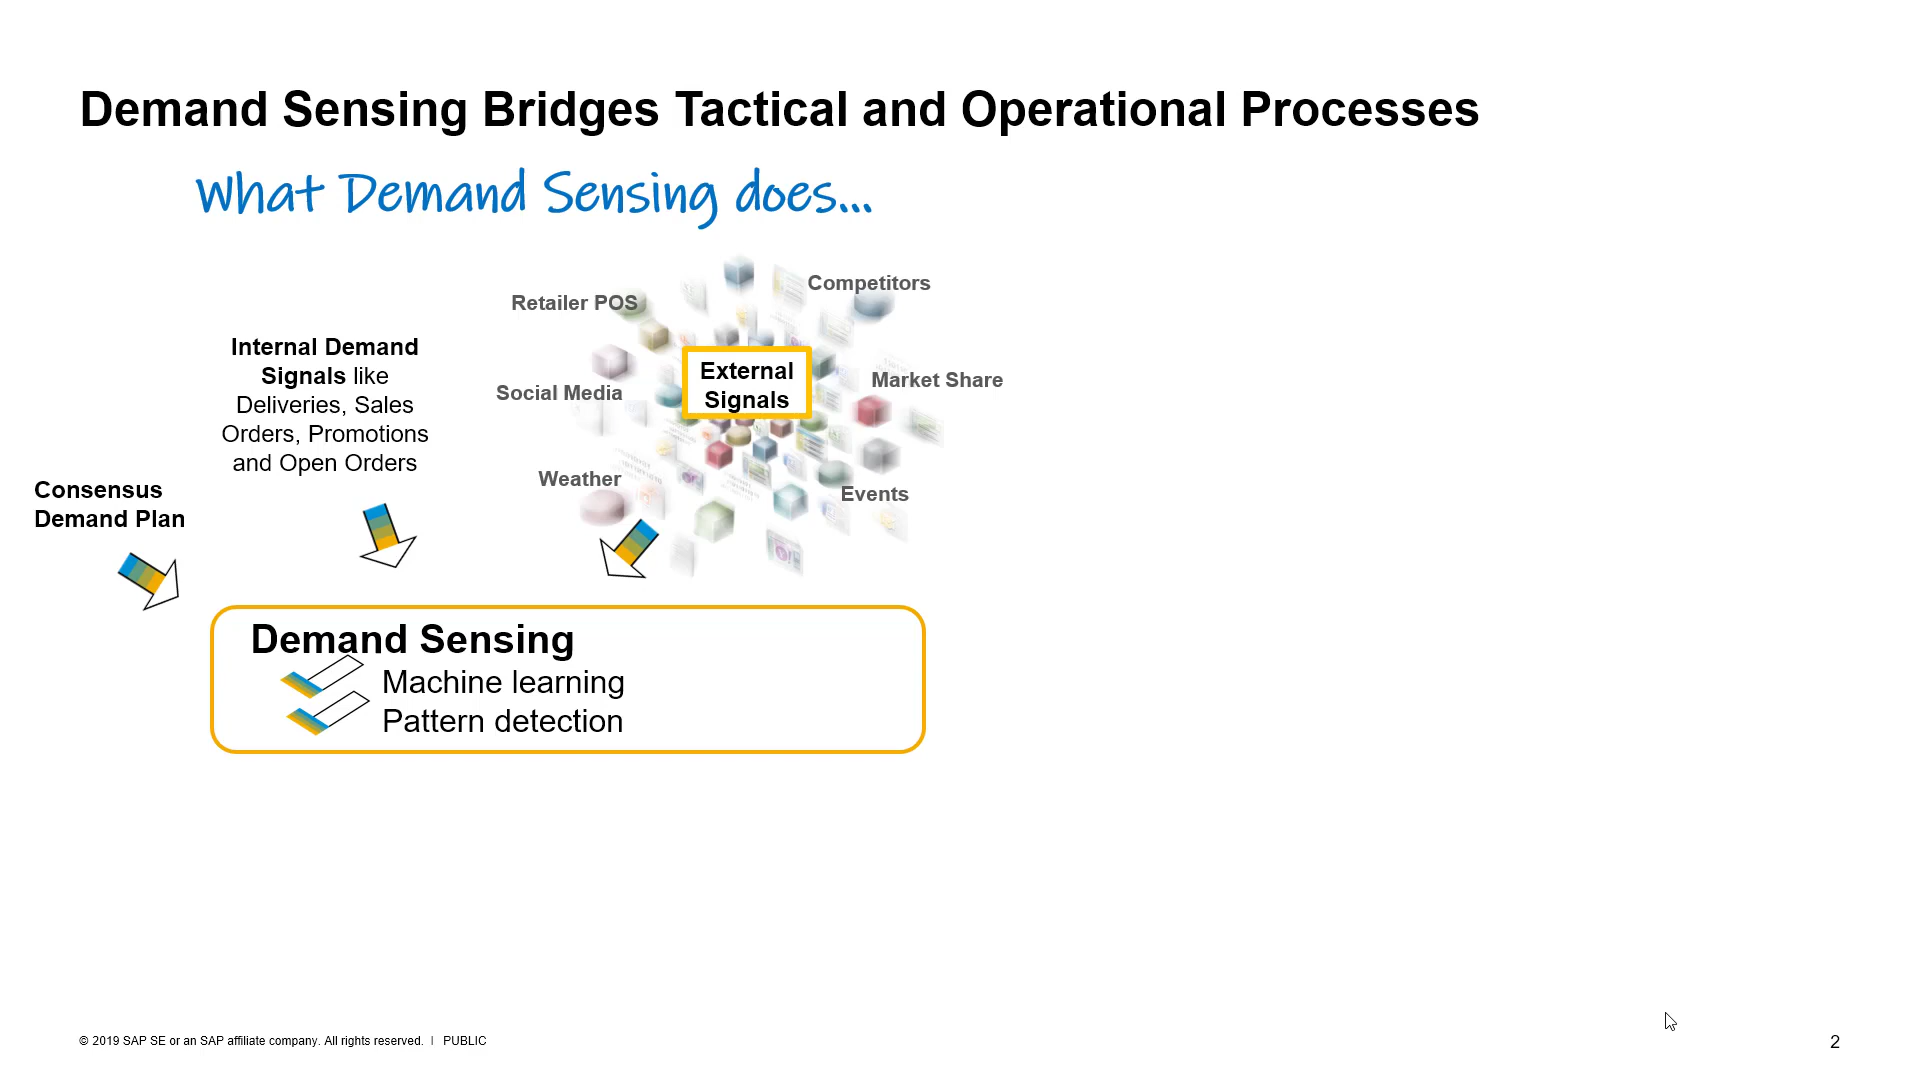 Demand Sensing Bridges Tactical and Operational Processes
What Demand Sensing does...
Retailer POS
Competitors
Internal Demand
Signals like
Deliveries, Sales
Orders, Promotions
and Open Orders
External
Signals
Social Media
Market Share
Weather
Events
Consensus
Demand Plan
Demand Sensing
Machine learning
Pattern detection
© 2019 SAP SE or an SAP affiliate company. All rights reserved. | PUBLIC
2